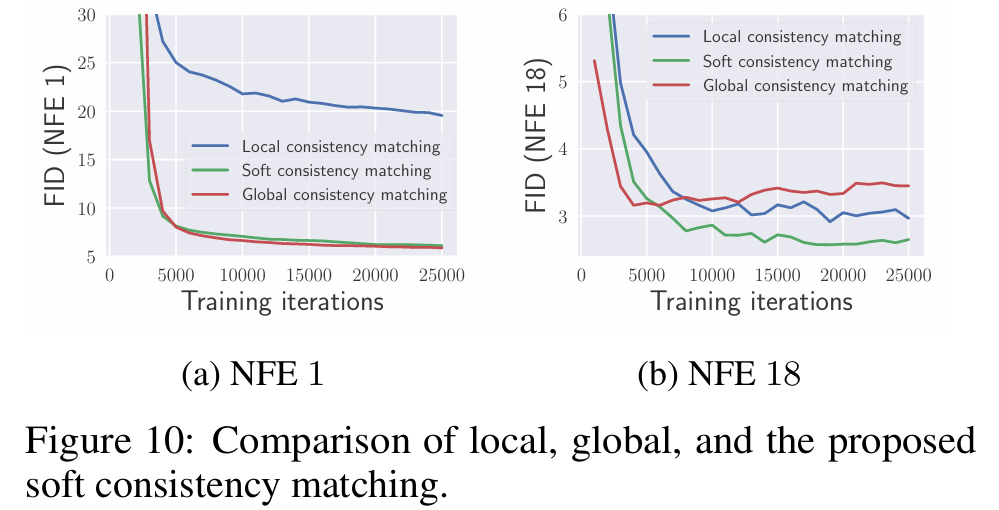 30
25
20
15
10
5
FID (NFE 1)
Local consistency matching
Soft consistency matching
Global consistency matching
0 5000 10000 15000 20000 25000
Training iterations
6
5
4
3
FID (NFE 18)
Local consistency matching
Soft consistency matching
Global consistency matching
0 5000 10000 15000 20000 25000
Training iterations
(a) NFE 1
(b) NFE 18
Figure 10: Comparison of local, global, and the proposed
soft consistency matching.